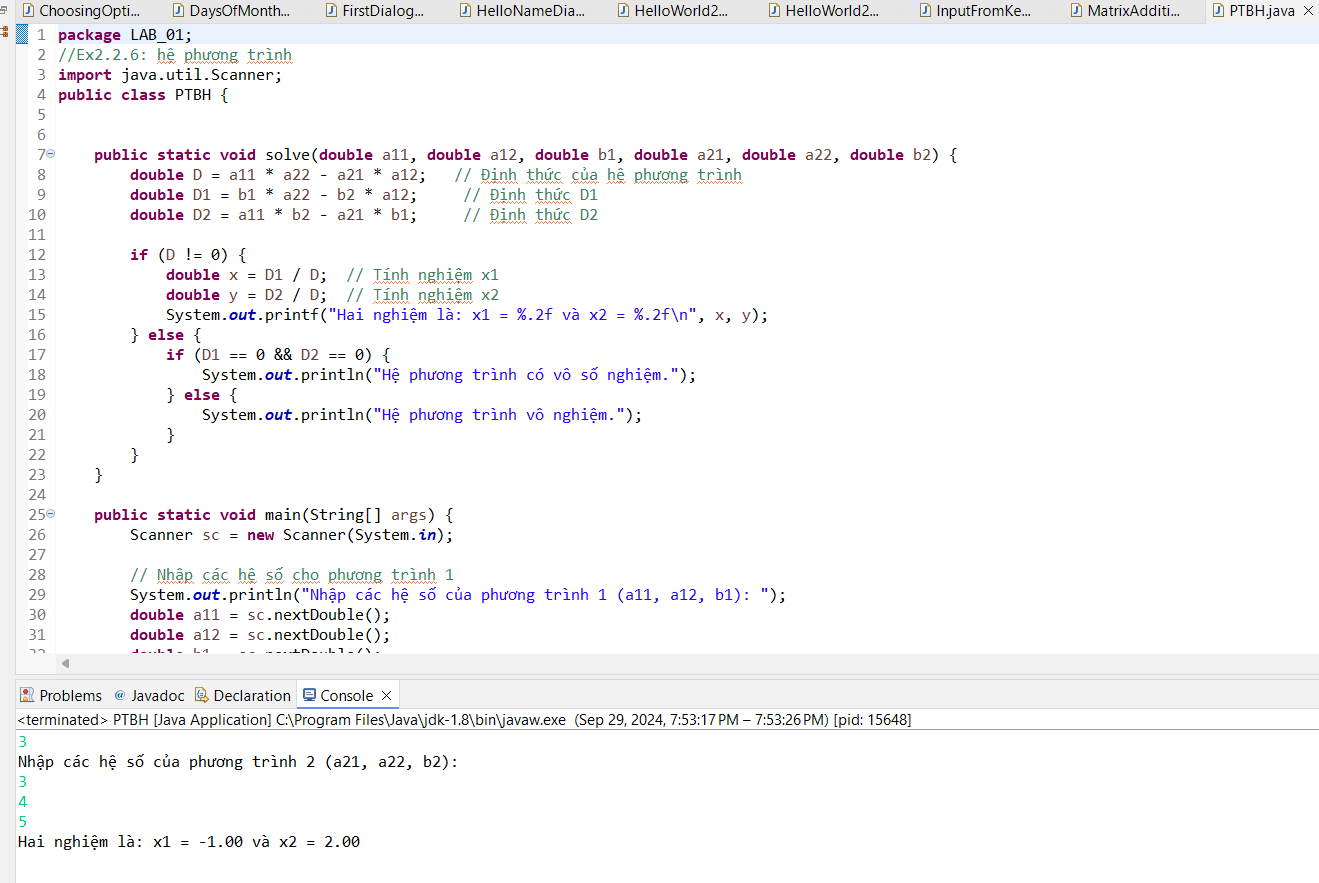 ChoosingOpti... DaysOfMonth... FirstDialog... HelloNameDia... HelloWorld2... HelloWorld2... InputFromKe... MatrixAdditi... PTBH.java
1 package LAB_01;
2 //Ex2.2.6: hệ phương trình
3 import java.util.Scanner;
4 public class PTBH {
5
6
7 public static void solve(double a11, double a12, double b1, double a21, double a22, double b2) {
8 double D = a11 * a22 - a21 * a12; // Định thức của hệ phương trình
9 double D1 = b1 * a22 - b2 * a12; // Định thức D1
10 double D2 = a11 * b2 - a21 * b1; // Định thức D2
11
12 if (D != 0) {
13 double x = D1 / D; // Tính nghiệm x1
14 double y = D2 / D; // Tính nghiệm x2
15 System.out.printf("Hai nghiệm là: x1 = %.2f và x2 = %.2f\n", x, y);
16 } else {
17 if (D1 == 0 && D2 == 0) {
18 System.out.println("Hệ phương trình có vô số nghiệm.");
19 } else {
20 System.out.println("Hệ phương trình vô nghiệm.");
21 }
22 }
23 }
24
25 public static void main(String[] args) {
26 Scanner sc = new Scanner(System.in);
27
28 // Nhập các hệ số cho phương trình 1
29 System.out.println("Nhập các hệ số của phương trình 1 (a11, a12, b1): ");
30 double a11 = sc.nextDouble();
31 double a12 = sc.nextDouble();
Problems Javadoc Declaration Console
<terminated> PTBH [Java Application] C:\Program Files\Java\jdk-1.8\bin\javaw.exe (Sep 29, 2024, 7:53:17 PM – 7:53:26 PM) [pid: 15648]
3
Nhập các hệ số của phương trình 2 (a21, a22, b2):
3
4
5
Hai nghiệm là: x1 = -1.00 và x2 = 2.00